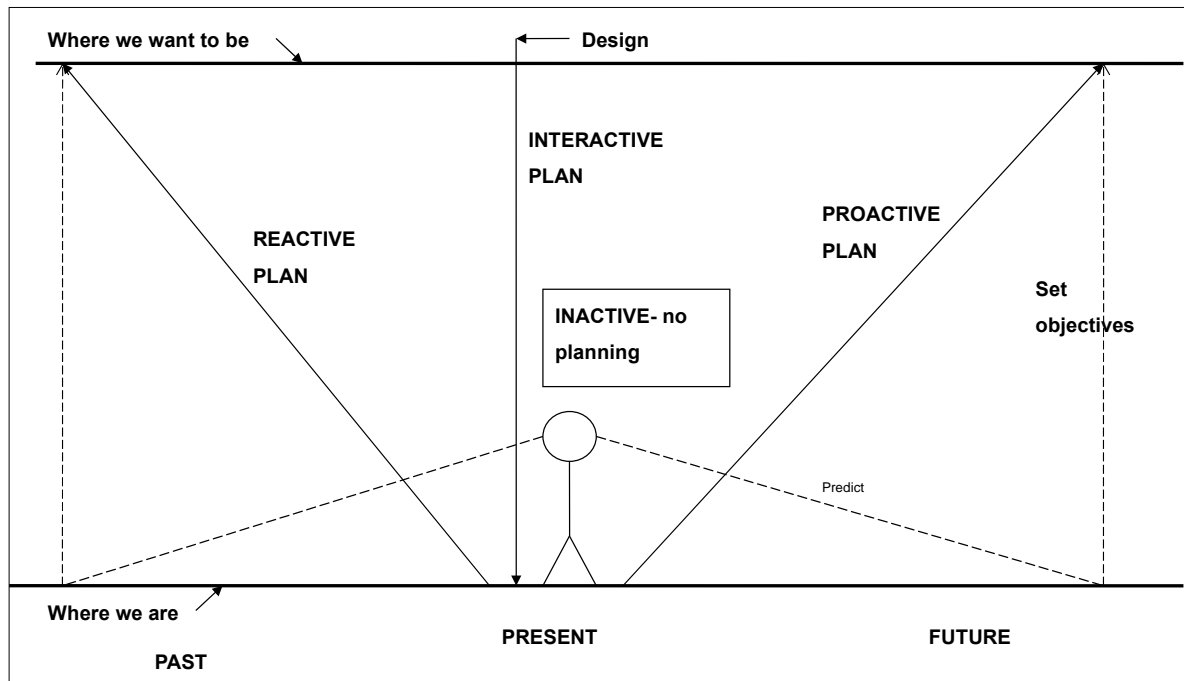 Where we want to be
Design
INTERACTIVE
PLAN
PROACTIVE
PLAN
REACTIVE
PLAN
Set
objectives
INACTIVE- no
planning
Predict
Where we are
PRESENT
FUTURE
PAST